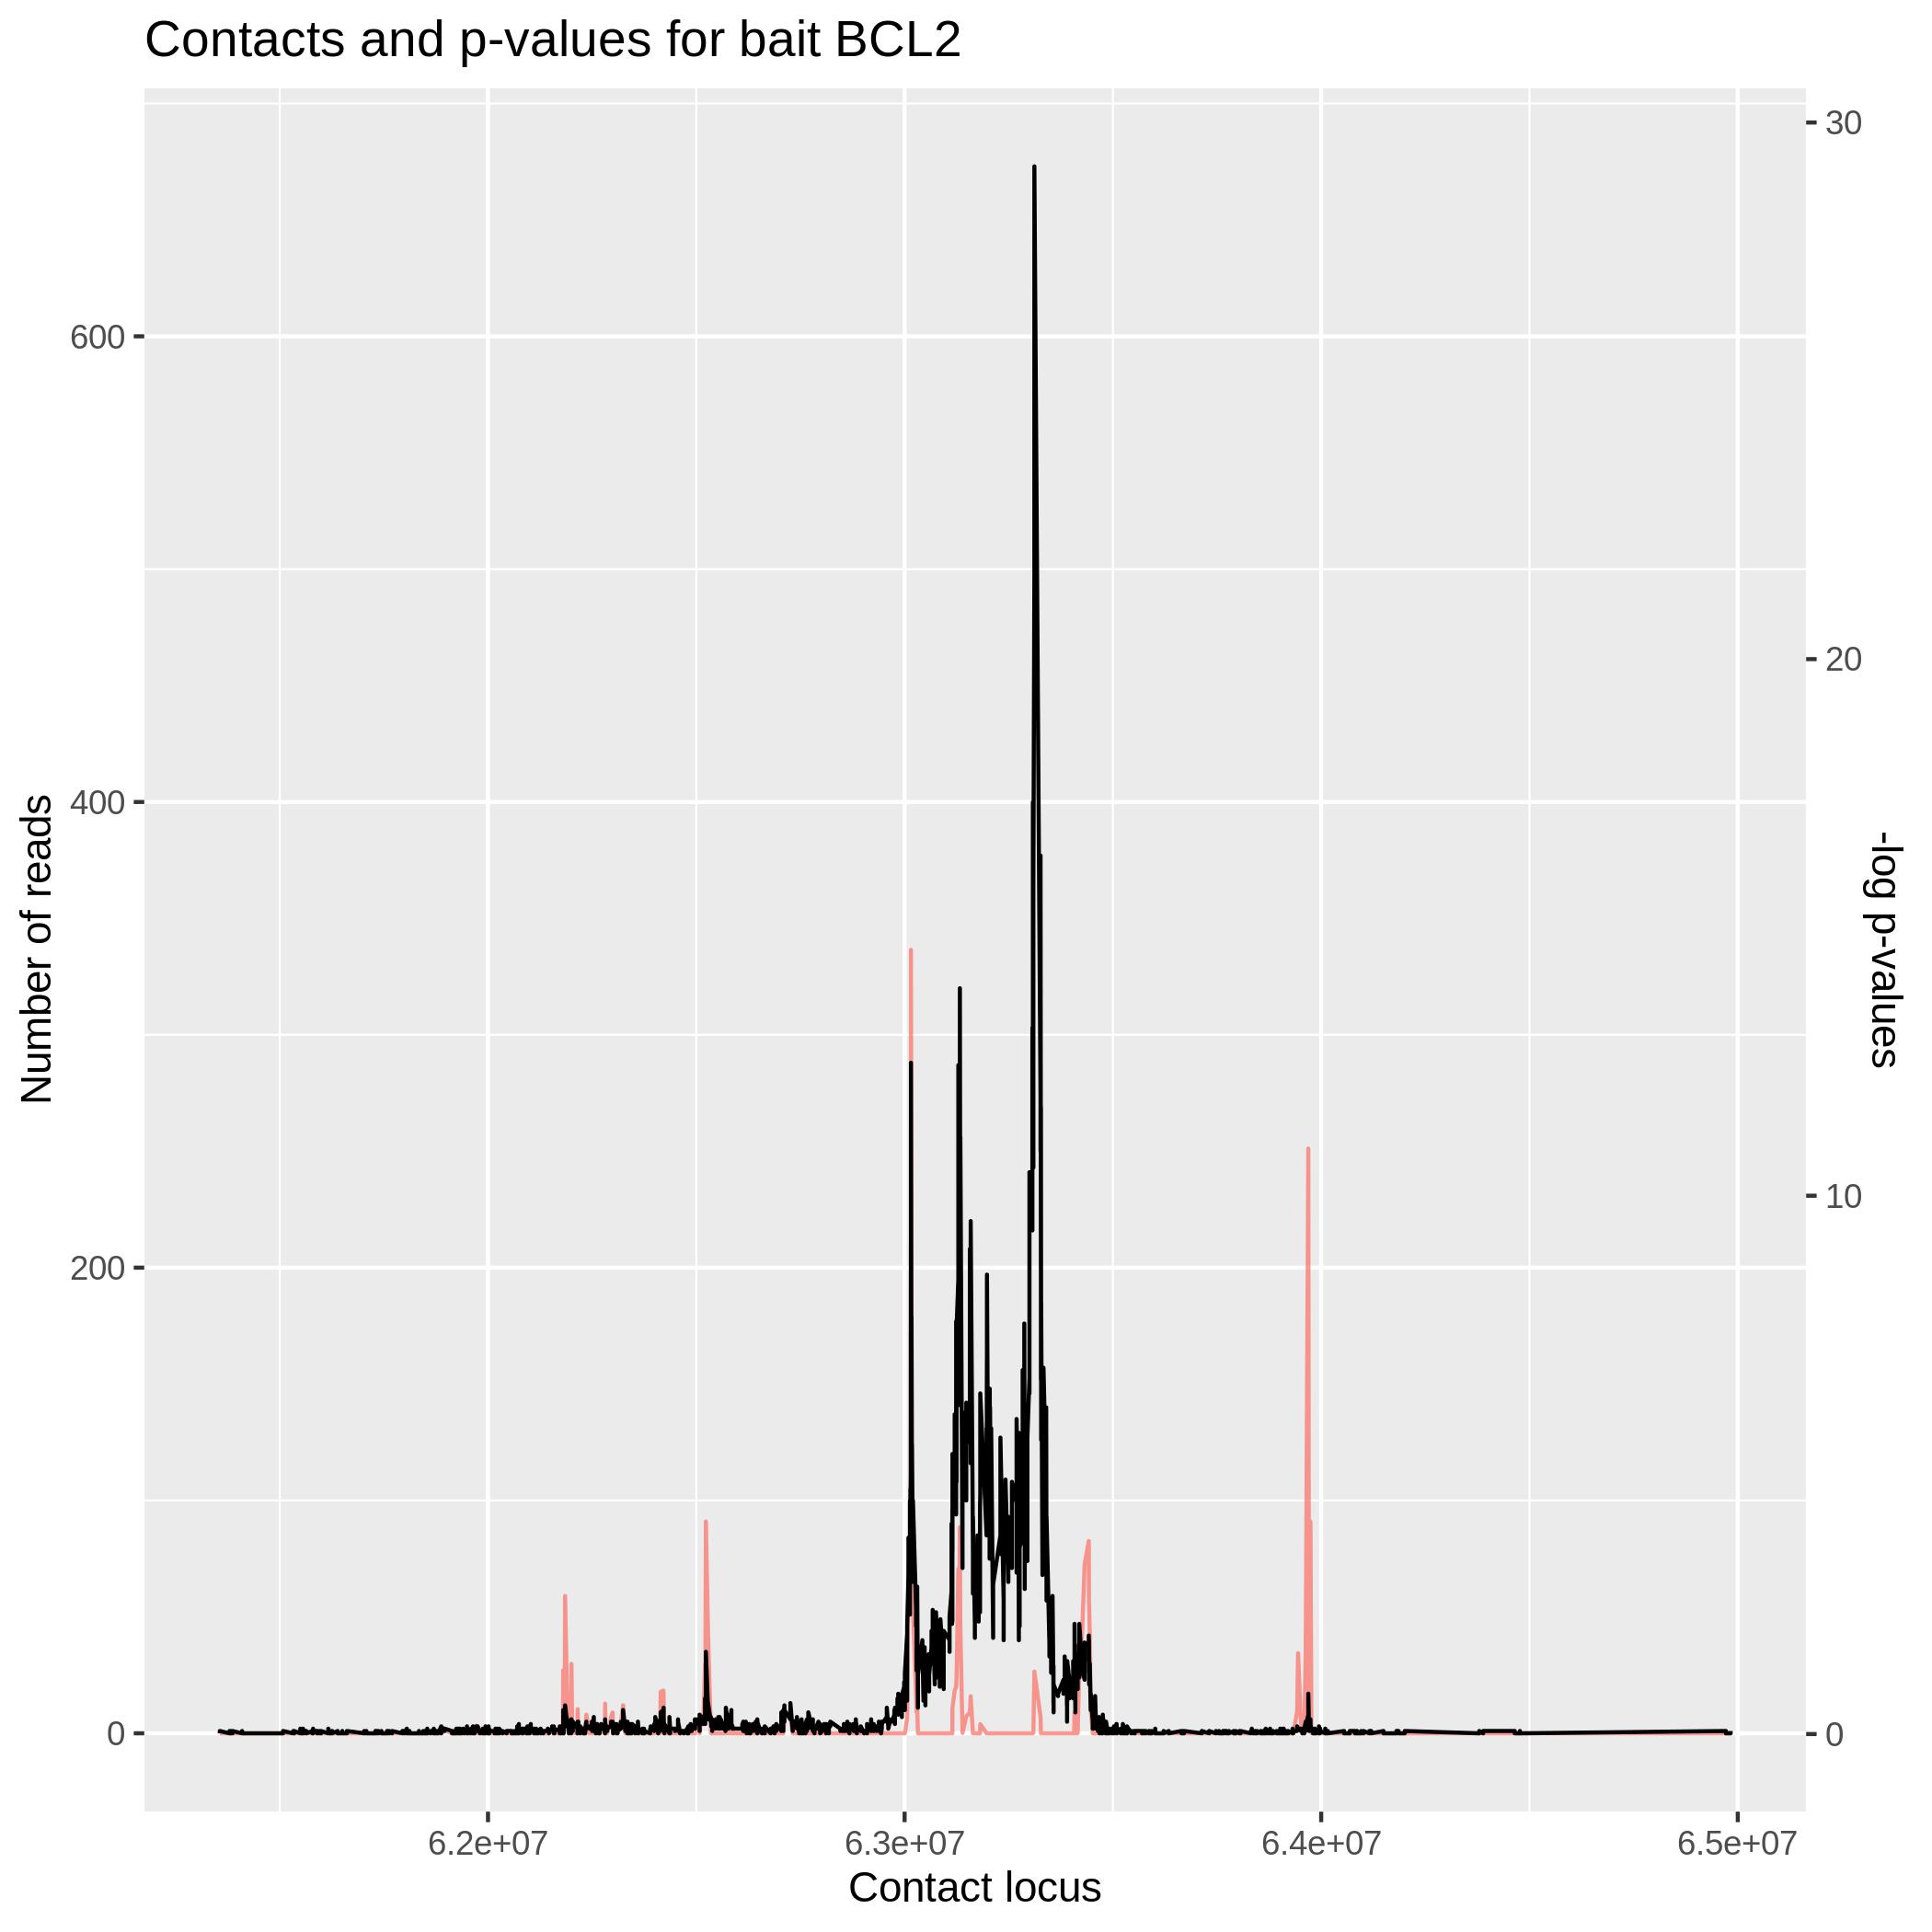 Contacts and p-values for bait BCL2
30
600
20
400
Number of reads
-log p-values
10
200
0
0
6.2e+07
6.3e+07
6.4e+07
6.5e+07
Contact locus